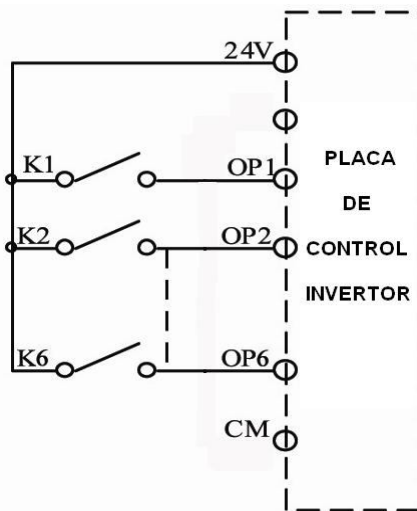 24V
K1 OP1
PLACA
K2 OP2
DE
CONTROL
INVERTOR
K6 OP6
CM